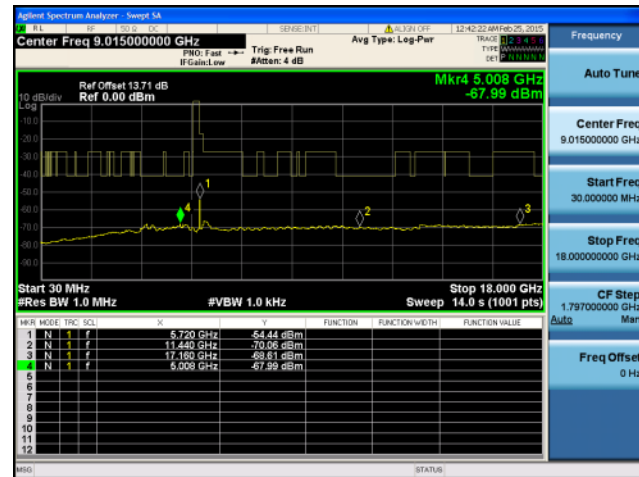 Agilent Spectrum Analyzer - Swept SA
RL RF 50 Ω DC SENSE:INT ALIGN OFF 12:42:22 AM Feb 25, 2015
Center Freq 9.015000000 GHz
PNO: Fast
IFGain:Low
Trig: Free Run
#Atten: 4 dB
Avg Type: Log-Pwr
TRACE 1 2 3 4 5 6
TYPE
DET P N N N N N
Frequency
Auto Tune
Ref Offset 13.71 dB
10 dB/div Ref 0.00 dBm
Log
Mkr4 5.008 GHz
-67.99 dBm
-10.0
-20.0
-30.0
-40.0
-50.0
-60.0
-70.0
-80.0
-90.0
1
2
3
4
Center Freq
9.015000000 GHz
Start Freq
30.000000 MHz
Stop Freq
18.000000000 GHz
CF Step
1.797000000 GHz
Auto Man
Freq Offset
0 Hz
Start 30 MHz Stop 18.000 GHz
#Res BW 1.0 MHz #VBW 1.0 kHz Sweep 14.0 s (1001 pts)
MKR MODE TRC SCL X Y FUNCTION FUNCTION WIDTH FUNCTION VALUE
1 N 1 f 5.720 GHz -54.44 dBm
2 N 1 f 11.440 GHz -70.06 dBm
3 N 1 f 17.160 GHz -68.61 dBm
4 N 1 f 5.008 GHz -67.99 dBm
5
6
7
8
9
10
11
12
MSG STATUS